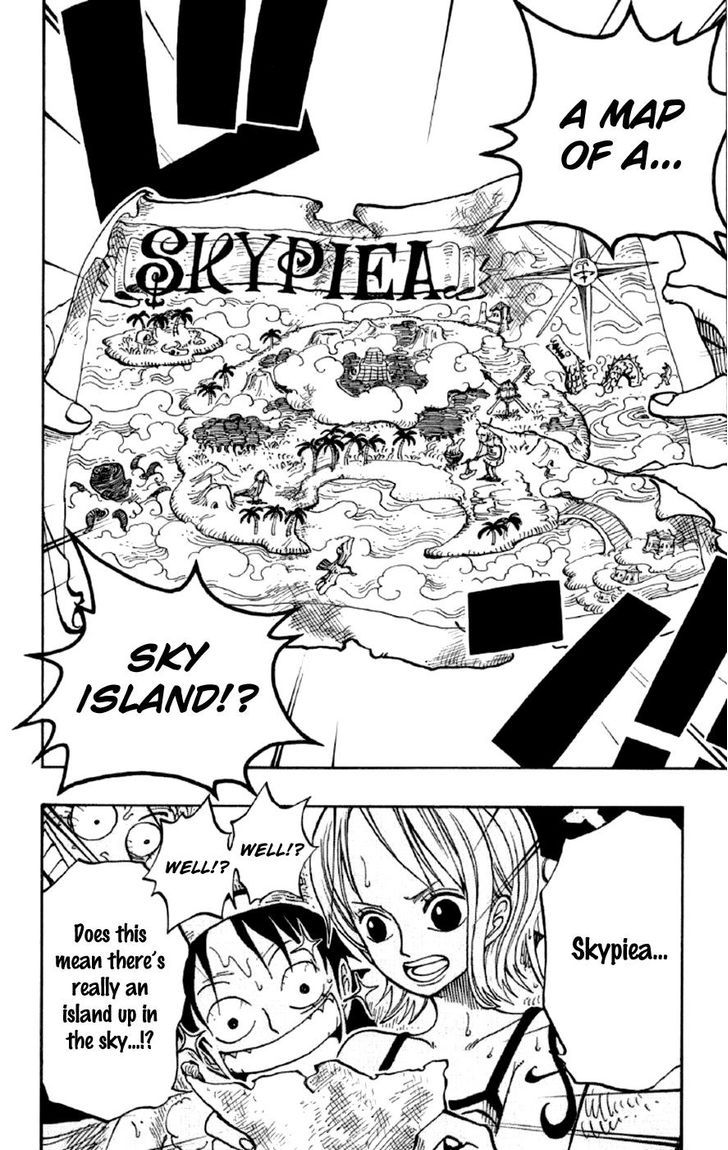 A MAP
OF A...
SKYPIEA
SKY
ISLAND!?
Skypiea...
WELL!?
WELL!?
Does this
mean there's
really an
island up in
the sky...!?